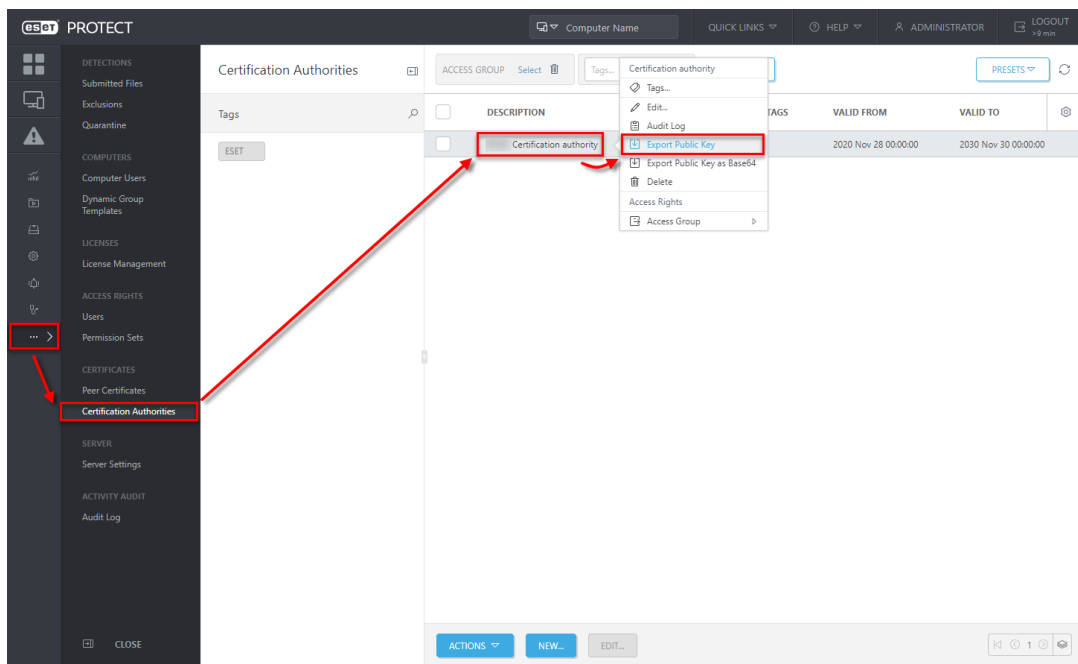 eset PROTECT
Computer Name
QUICK LINKS
HELP
ADMINISTRATOR
LOGOUT
>9 min
DETECTIONS
Submitted Files
Exclusions
Quarantine
COMPUTERS
Computer Users
Dynamic Group
Templates
LICENSES
License Management
ACCESS RIGHTS
Users
Permission Sets
CERTIFICATES
Peer Certificates
Certification Authorities
SERVER
Server Settings
ACTIVITY AUDIT
Audit Log
CLOSE
Certification Authorities
Tags
ESET
ACCESS GROUP Select
Tags...
PRESETS
DESCRIPTION
TAGS
VALID FROM
VALID TO
Certification authority
2020 Nov 28 00:00:00
2030 Nov 30 00:00:00
Certification authority
Tags...
Edit...
Audit Log
Export Public Key
Export Public Key as Base64
Delete
Access Rights
Access Group
ACTIONS
NEW...
EDIT...
1